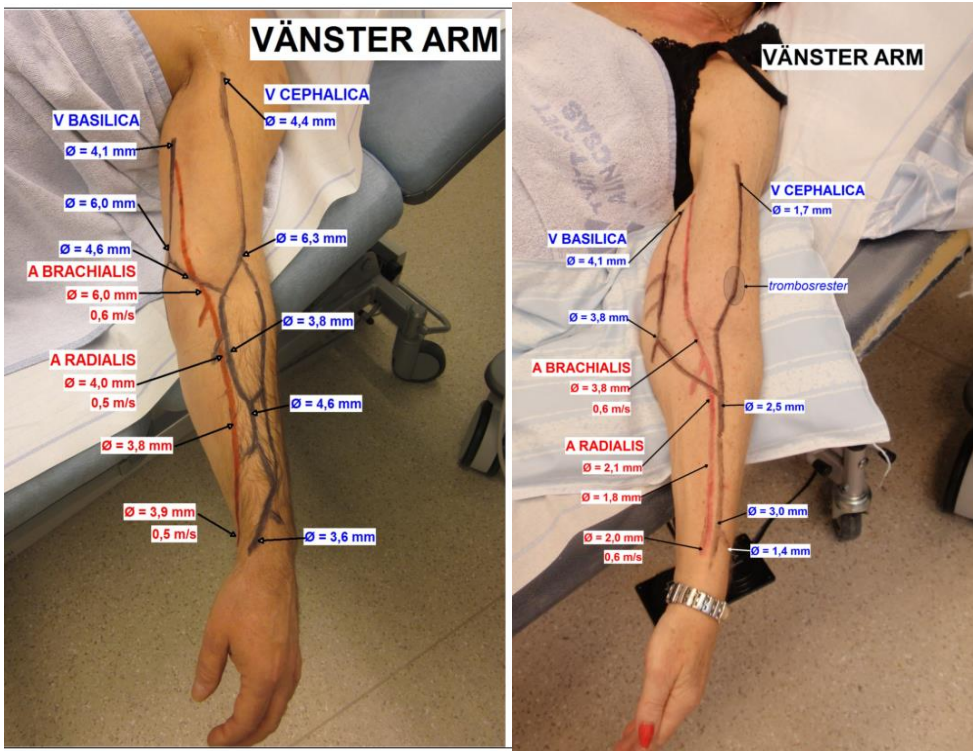 VÄNSTER ARM
V CEPHALICA
Ø = 4,4 mm
V BASILICA
Ø = 4,1 mm
Ø = 6,0 mm
Ø = 6,3 mm
Ø = 4,6 mm
A BRACHIALIS
Ø = 6,0 mm
0,6 m/s
Ø = 3,8 mm
A RADIALIS
Ø = 4,0 mm
0,5 m/s
Ø = 4,6 mm
Ø = 3,8 mm
Ø = 3,9 mm
0,5 m/s
Ø = 3,6 mm
VÄNSTER ARM
V CEPHALICA
Ø = 1,7 mm
V BASILICA
Ø = 4,1 mm
trombosrester
Ø = 3,8 mm
A BRACHIALIS
Ø = 3,8 mm
0,6 m/s
Ø = 2,5 mm
A RADIALIS
Ø = 2,1 mm
Ø = 1,8 mm
Ø = 3,0 mm
Ø = 2,0 mm
0,6 m/s
Ø = 1,4 mm